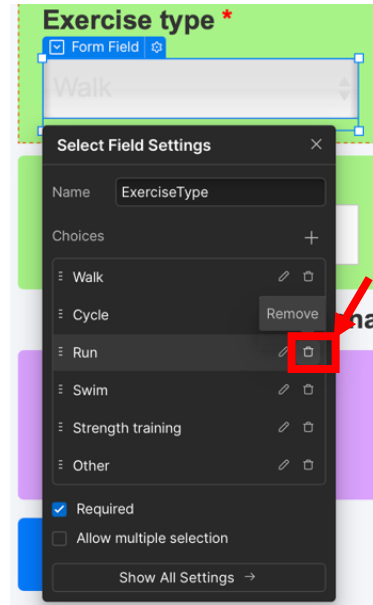 Exercise type *
Form Field
Walk
Select Field Settings
Name ExerciseType
Choices
Walk
Cycle
Remove
Run
Swim
Strength training
Other
Required
Allow multiple selection
Show All Settings →